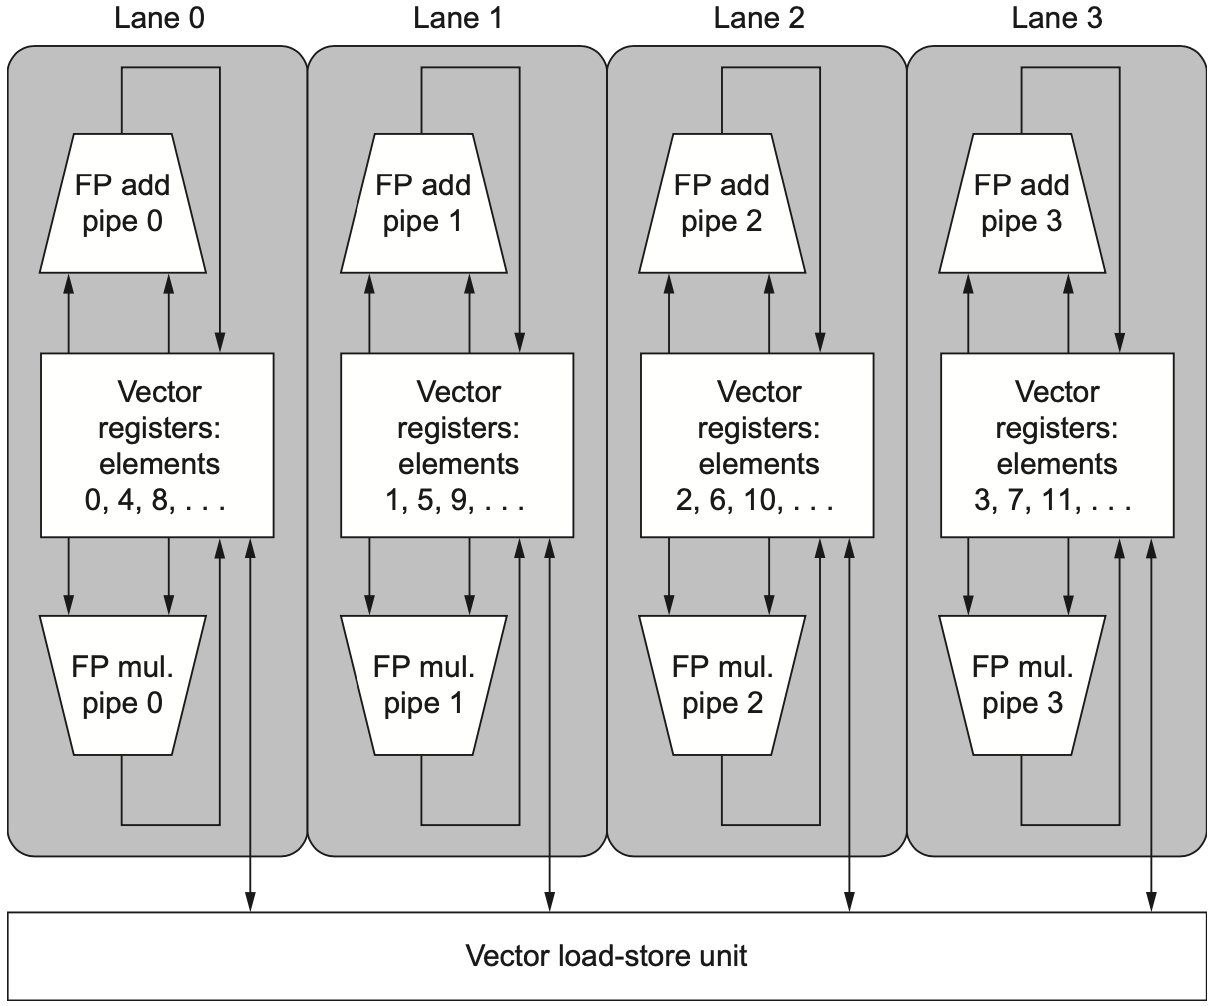 Lane 0
Lane 1
Lane 2
Lane 3
FP add
pipe 0
FP add
pipe 1
FP add
pipe 2
FP add
pipe 3
Vector
registers:
elements
0, 4, 8, . . .
Vector
registers:
elements
1, 5, 9, . . .
Vector
registers:
elements
2, 6, 10, . . .
Vector
registers:
elements
3, 7, 11, . . .
FP mul.
pipe 0
FP mul.
pipe 1
FP mul.
pipe 2
FP mul.
pipe 3
Vector load-store unit